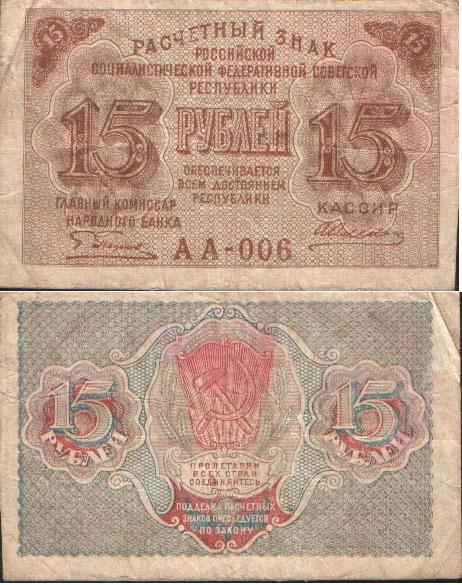 15
15
РАСЧЕТНЫЙ ЗНАК
РОССИЙСКОЙ
СОЦИАЛИСТИЧЕСКОЙ ФЕДЕРАТИВНОЙ СОВЕТСКОЙ
РЕСПУБЛИКИ
15 РУБЛЕЙ 15
ОБЕСПЕЧИВАЕТСЯ
ВСЕМ ДОСТОЯНИЕМ
РЕСПУБЛИКИ
ГЛАВНЫЙ КОМИССАР
НАРОДНОГО БАНКА
КАССИР
АА-006
15
РУБЛЕЙ
15
РУБЛЕЙ
ПРОЛЕТАРИИ
ВСЕХ СТРАН
СОЕДИНЯЙТЕСЬ
ПОДДЕЛКА РАСЧЕТНЫХ
ЗНАКОВ ПРЕСЛЕДУЕТСЯ
ПО ЗАКОНУ